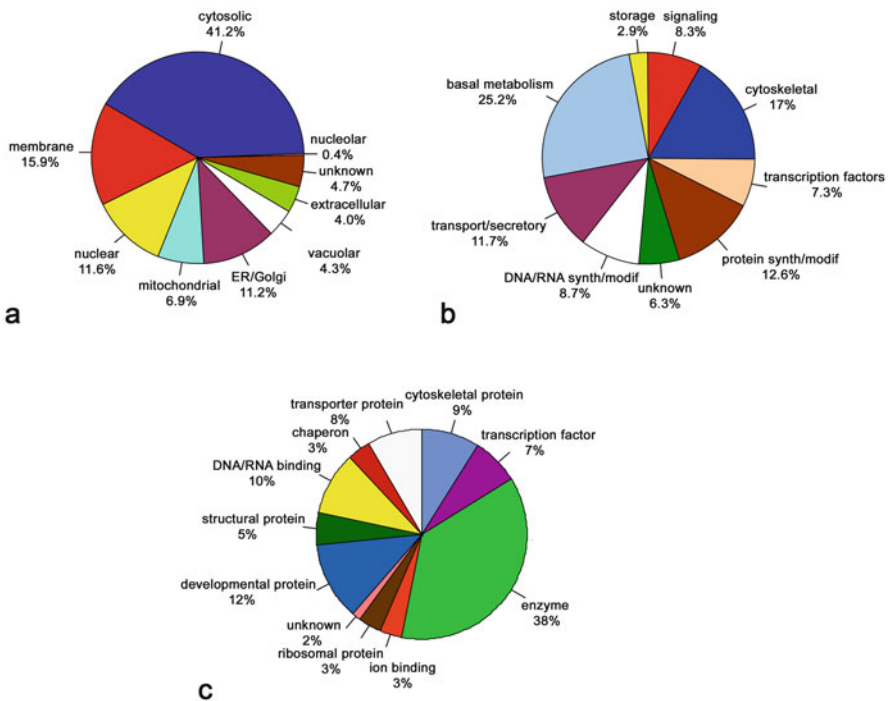 cytosolic
41.2%
nucleolar
0.4%
unknown
4.7%
extracellular
4.0%
vacuolar
4.3%
ER/Golgi
11.2%
mitochondrial
6.9%
nuclear
11.6%
membrane
15.9%
a
storage
2.9%
signaling
8.3%
cytoskeletal
17%
transcription factors
7.3%
protein synth/modif
12.6%
unknown
6.3%
DNA/RNA synth/modif
8.7%
transport/secretory
11.7%
basal metabolism
25.2%
b
cytoskeletal protein
9%
transcription factor
7%
enzyme
38%
ion binding
3%
ribosomal protein
3%
unknown
2%
developmental protein
12%
structural protein
5%
DNA/RNA binding
10%
chaperon
3%
transporter protein
8%
c